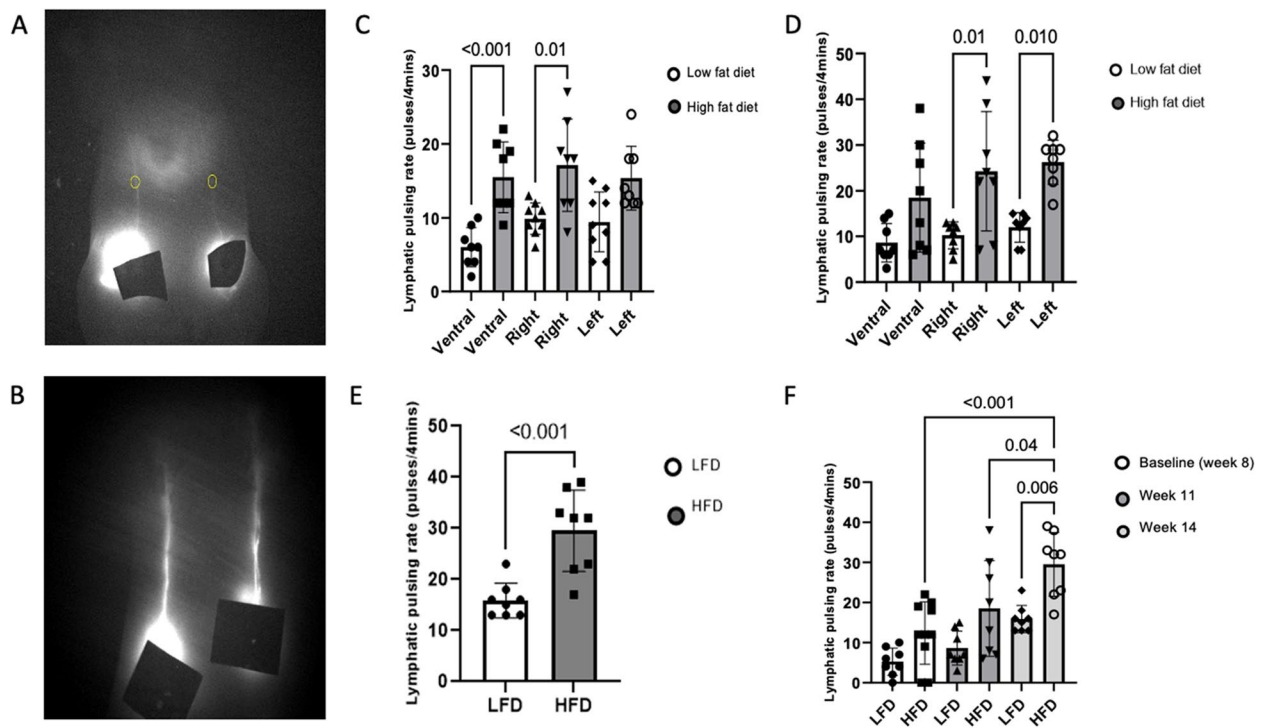 A
B
C
Lymphatic pulsing rate (pulses/4mins)
30
20
10
0
<0.001
0.01
Low fat diet
High fat diet
Ventral
Ventral
Right
Right
Left
Left
D
Lymphatic pulsing rate (pulses/4mins)
50
40
30
20
10
0
0.01
0.010
Low fat diet
High fat diet
Ventral
Ventral
Right
Right
Left
Left
E
Lymphatic pulsing rate (pulses/4mins)
50
40
30
20
10
0
<0.001
LFD
HFD
LFD
HFD
F
Lymphatic pulsing rate (pulses/4mins)
50
40
30
20
10
0
<0.001
0.04
0.006
Baseline (week 8)
Week 11
Week 14
LFD
HFD
LFD
HFD
LFD
HFD